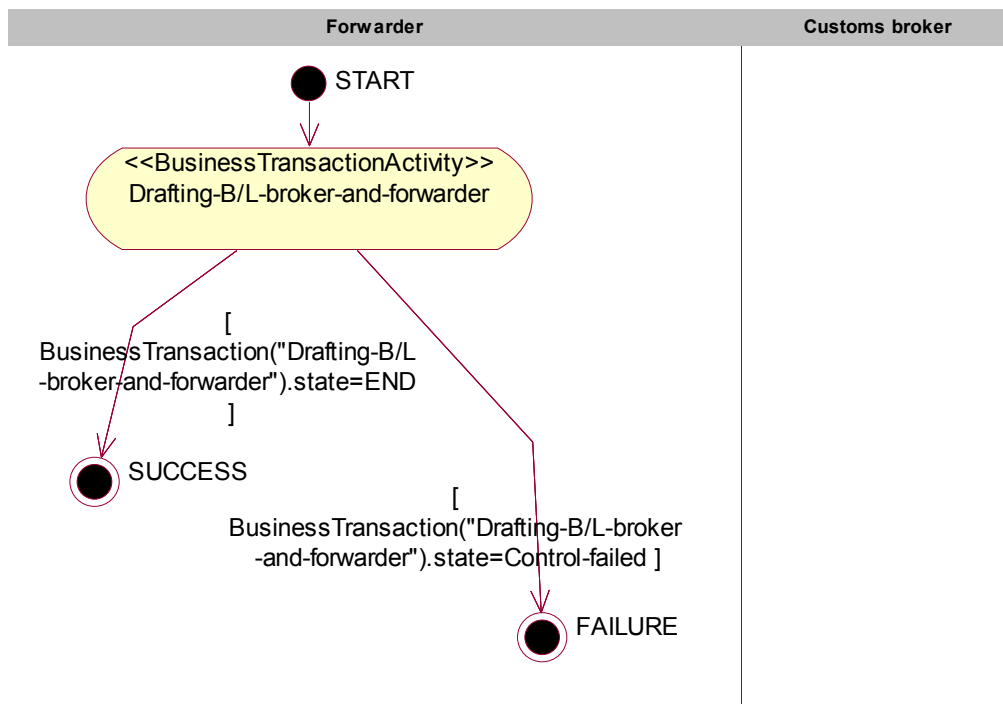 Forwarder
Customs broker
START
<<BusinessTransactionActivity>>
Drafting-B/L-broker-and-forwarder
[
BusinessTransaction("Drafting-B/L
-broker-and-forwarder").state=END
]
SUCCESS
[
BusinessTransaction("Drafting-B/L-broker
-and-forwarder").state=Control-failed ]
FAILURE